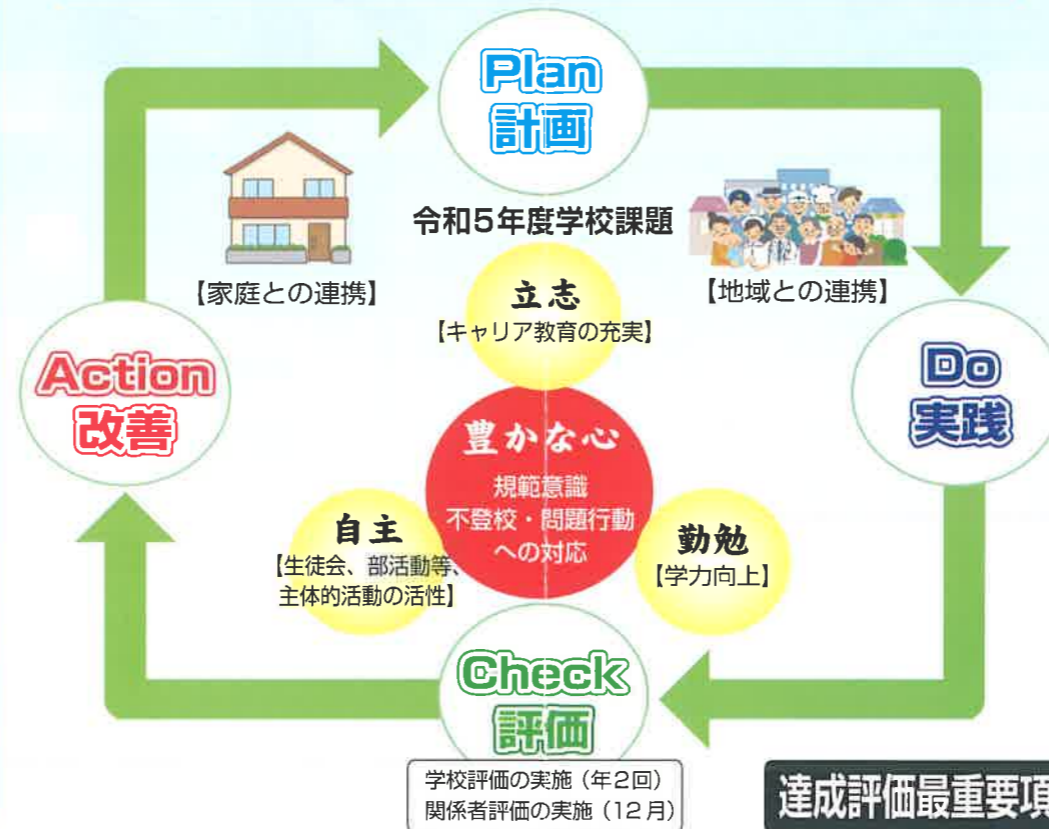 Plan
計画
令和5年度学校課題
【家庭との連携】
【地域との連携】
立志
【キャリア教育の充実】
Action
改善
Do
実践
豊かな心
規範意識
不登校・問題行動
への対応
自主
【生徒会、部活動等、
主体的活動の活性】
勤勉
【学力向上】
Check
評価
学校評価の実施（年2回）
関係者評価の実施（12月）
達成評価最重要項